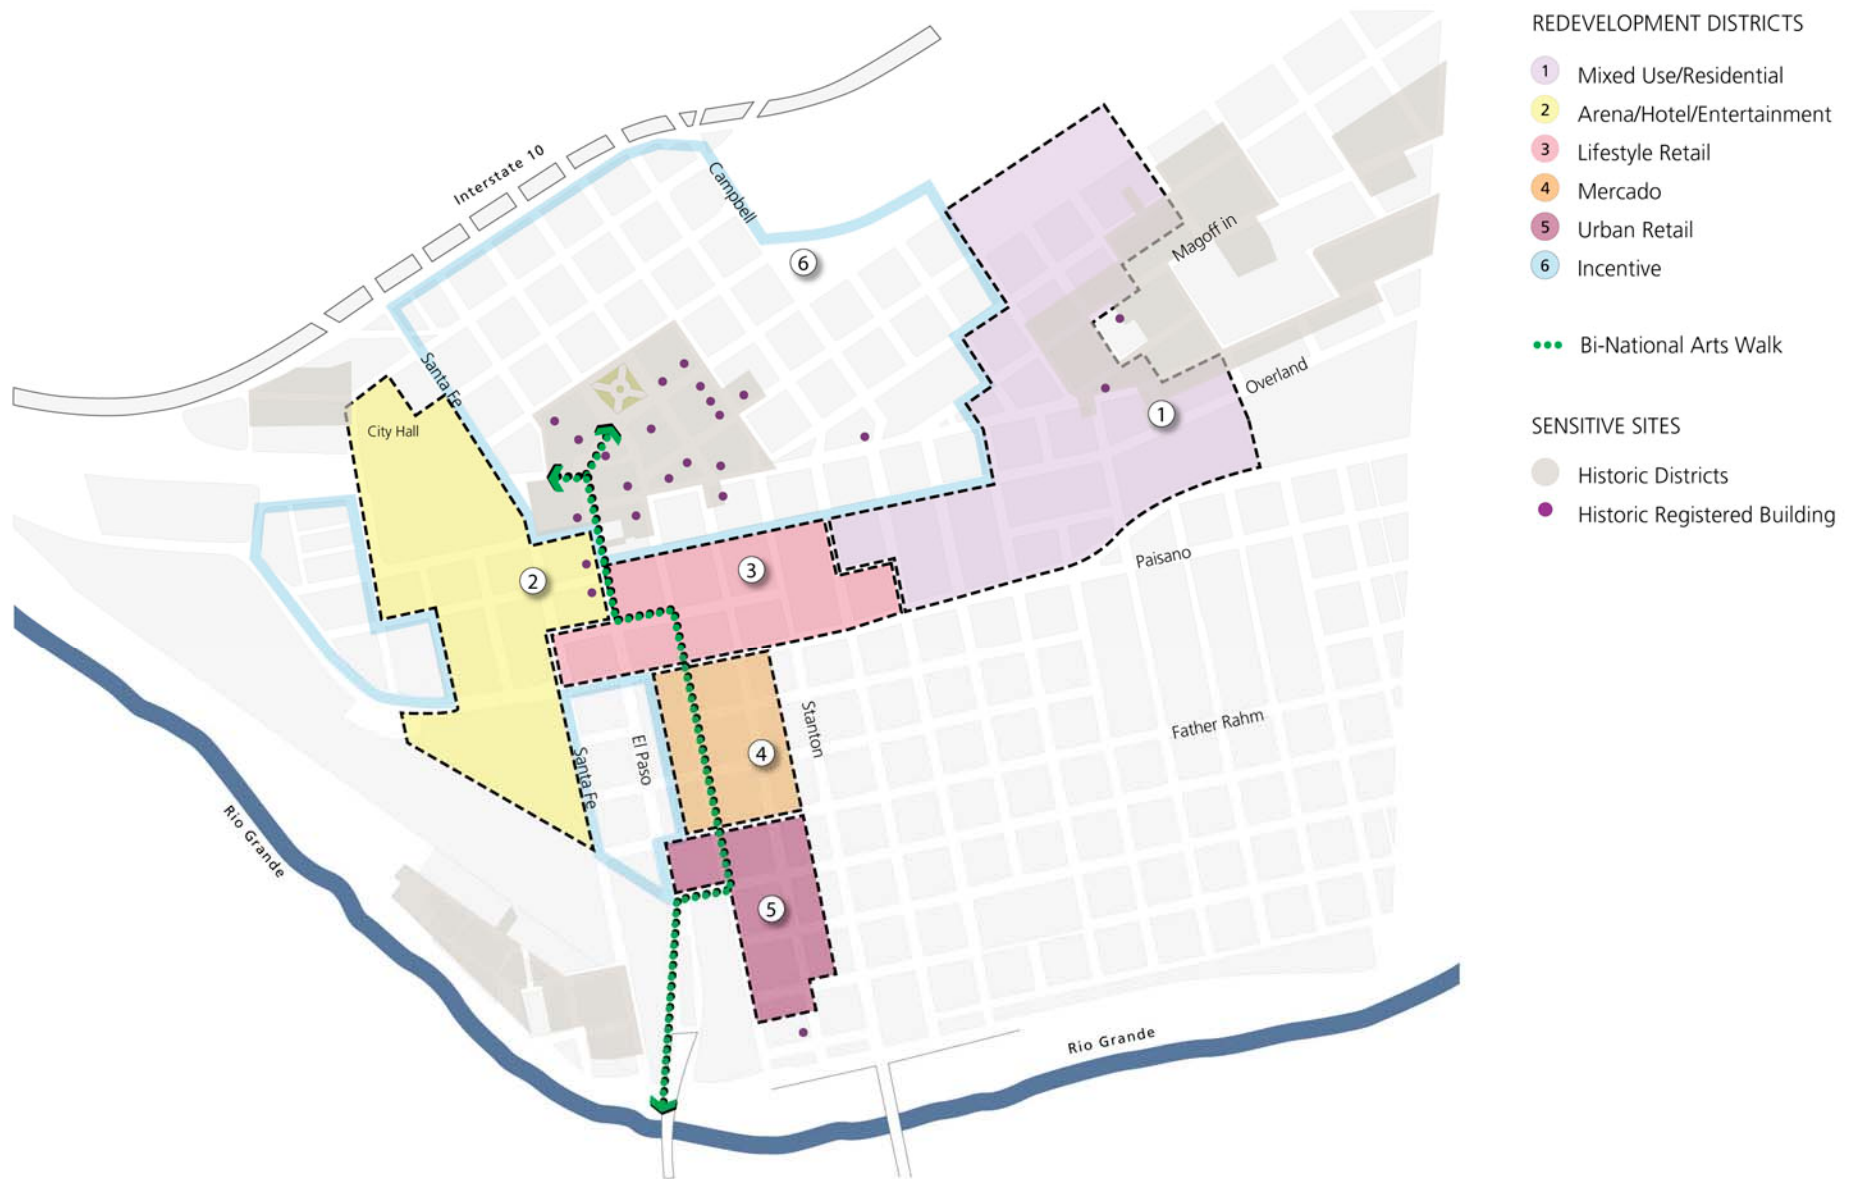 REDEVELOPMENT DISTRICTS
1 Mixed Use/Residential
2 Arena/Hotel/Entertainment
3 Lifestyle Retail
4 Mercado
5 Urban Retail
6 Incentive
Bi-National Arts Walk
SENSITIVE SITES
Historic Districts
Historic Registered Building
Interstate 10
Campbell
6
Magoff in
Santa Fe
Overland
City Hall
1
Paisano
2
3
Stanton
Father Rahm
El Paso
Santa Fe
4
Rio Grande
5
Rio Grande